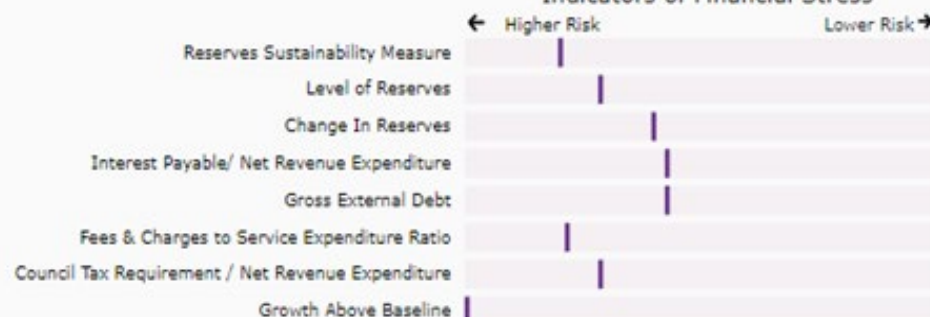 Indicators of Financial Stress
← Higher Risk Lower Risk →
Reserves Sustainability Measure
Level of Reserves
Change In Reserves
Interest Payable/ Net Revenue Expenditure
Gross External Debt
Fees & Charges to Service Expenditure Ratio
Council Tax Requirement / Net Revenue Expenditure
Growth Above Baseline